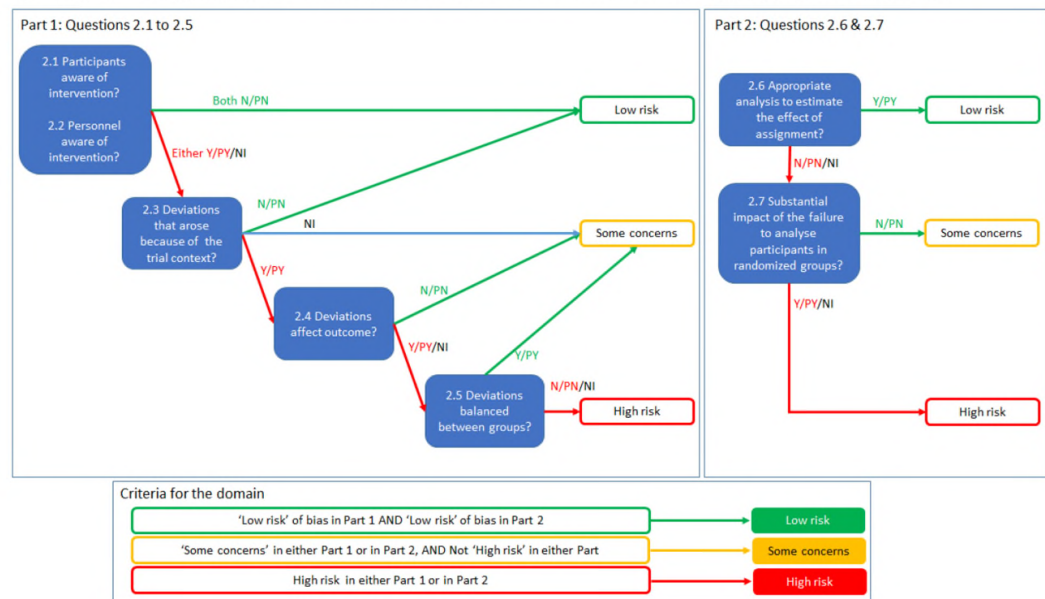 Part 1: Questions 2.1 to 2.5
2.1 Participants
aware of
intervention?
2.2 Personnel
aware of
intervention?
Both N/PN
Low risk
Either Y/PY/NI
2.3 Deviations
that arose
because of the
trial context?
N/PN
NI
Some concerns
Y/PY
2.4 Deviations
affect outcome?
N/PN
Y/PY/NI
Y/PY
2.5 Deviations
balanced
between groups?
N/PN/NI
High risk
Part 2: Questions 2.6 & 2.7
2.6 Appropriate
analysis to estimate
the effect of
assignment?
Y/PY
Low risk
N/PN/NI
2.7 Substantial
impact of the failure
to analyse
participants in
randomized groups?
N/PN
Some concerns
Y/PY/NI
High risk
Criteria for the domain
‘Low risk’ of bias in Part 1 AND ‘Low risk’ of bias in Part 2
Low risk
‘Some concerns’ in either Part 1 or in Part 2, AND Not ‘High risk’ in either Part
Some concerns
High risk in either Part 1 or in Part 2
High risk